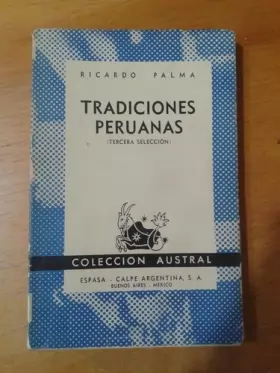 RICARDO PALMA
TRADICIONES
PERUANAS
(TERCERA SELECCIÓN)
COLECCION AUSTRAL
ESPASA - CALPE ARGENTINA, S. A.
BUENOS AIRES - MEXICO